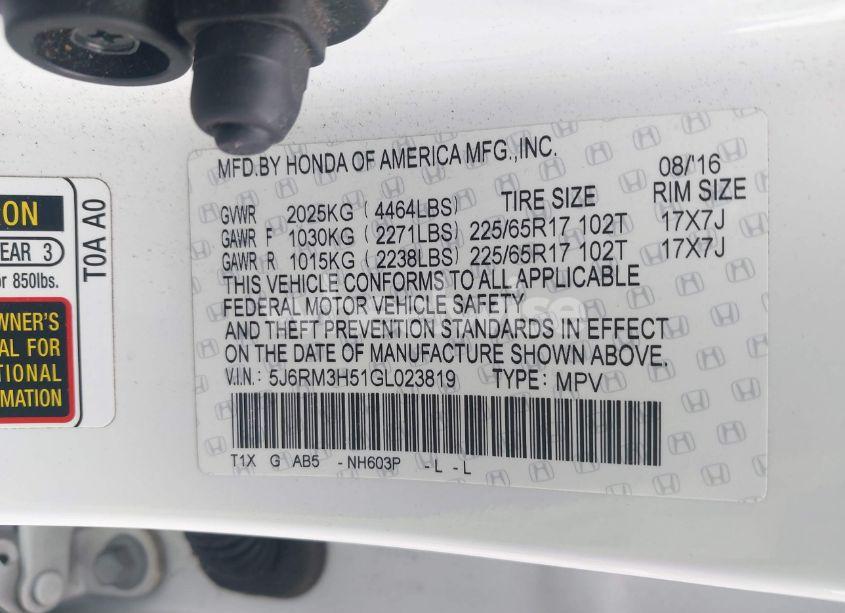 MFD.BY HONDA OF AMERICA MFG.,INC. 08/'16
GVWR 2025KG (4464LBS) TIRE SIZE RIM SIZE
GAWR F 1030KG (2271LBS) 225/65R17 102T 17X7J
GAWR R 1015KG (2238LBS) 225/65R17 102T 17X7J
THIS VEHICLE CONFORMS TO ALL APPLICABLE
FEDERAL MOTOR VEHICLE SAFETY
AND THEFT PREVENTION STANDARDS IN EFFECT
ON THE DATE OF MANUFACTURE SHOWN ABOVE.
V.I.N.: 5J6RM3H51GL023819 TYPE: MPV
T1X G AB5 -NH603P -L -L
ON
EAR 3
r 850lbs.
WNER'S
AL FOR
TIONAL
RMATION
T0A A0